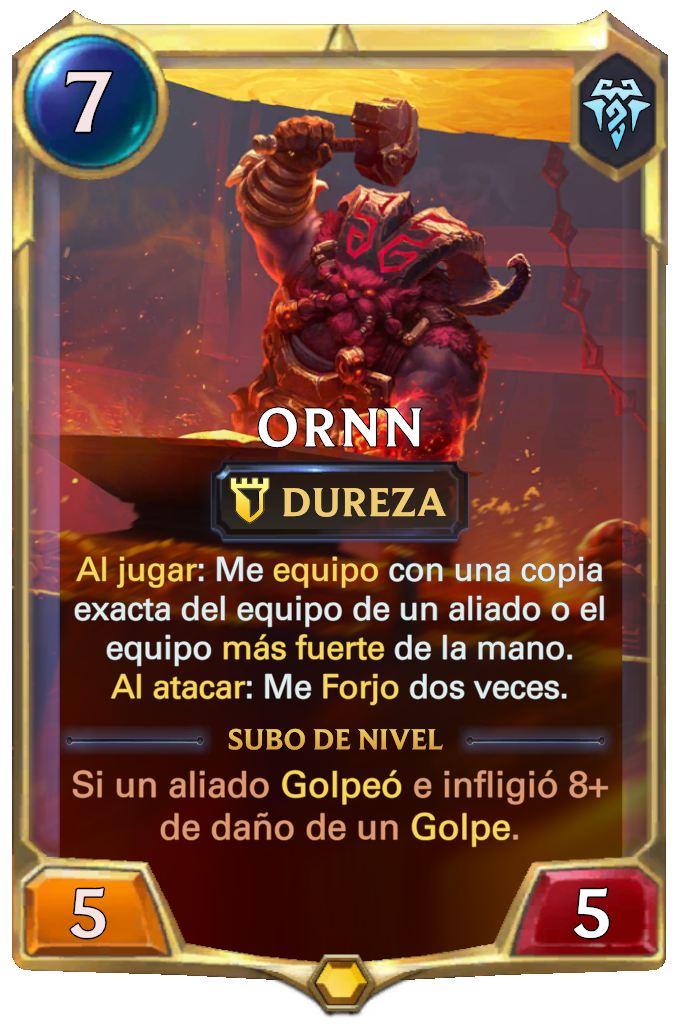 7
ORNN
DUREZA
Al jugar: Me equipo con una copia
exacta del equipo de un aliado o el
equipo más fuerte de la mano.
Al atacar: Me Forjo dos veces.
SUBO DE NIVEL
Si un aliado Golpeó e infligió 8+
de daño de un Golpe.
5
5